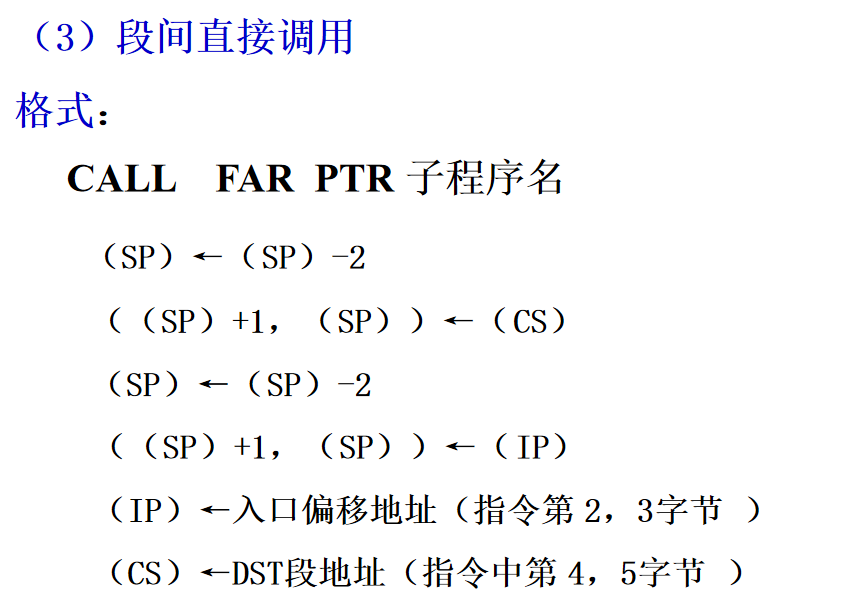 （3）段间直接调用
格式：
CALL FAR PTR 子程序名
（SP）←（SP）-2
（（SP）+1，（SP））←（CS）
（SP）←（SP）-2
（（SP）+1，（SP））←（IP）
（IP）←入口偏移地址（指令第 2，3字节 ）
（CS）←DST段地址（指令中第 4，5字节 ）